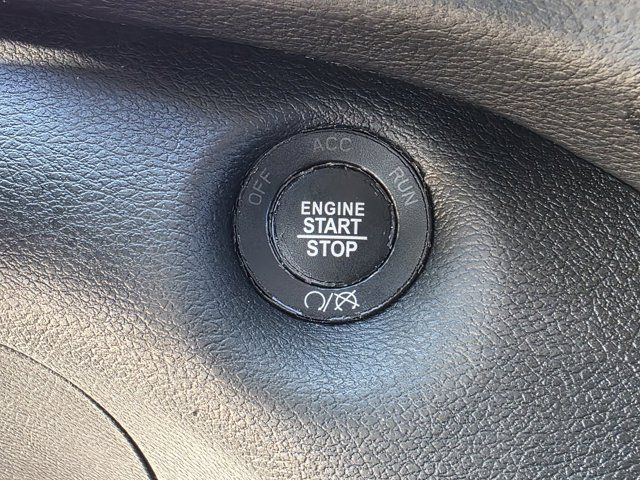 OFF
ACC
RUN
ENGINE
START
STOP